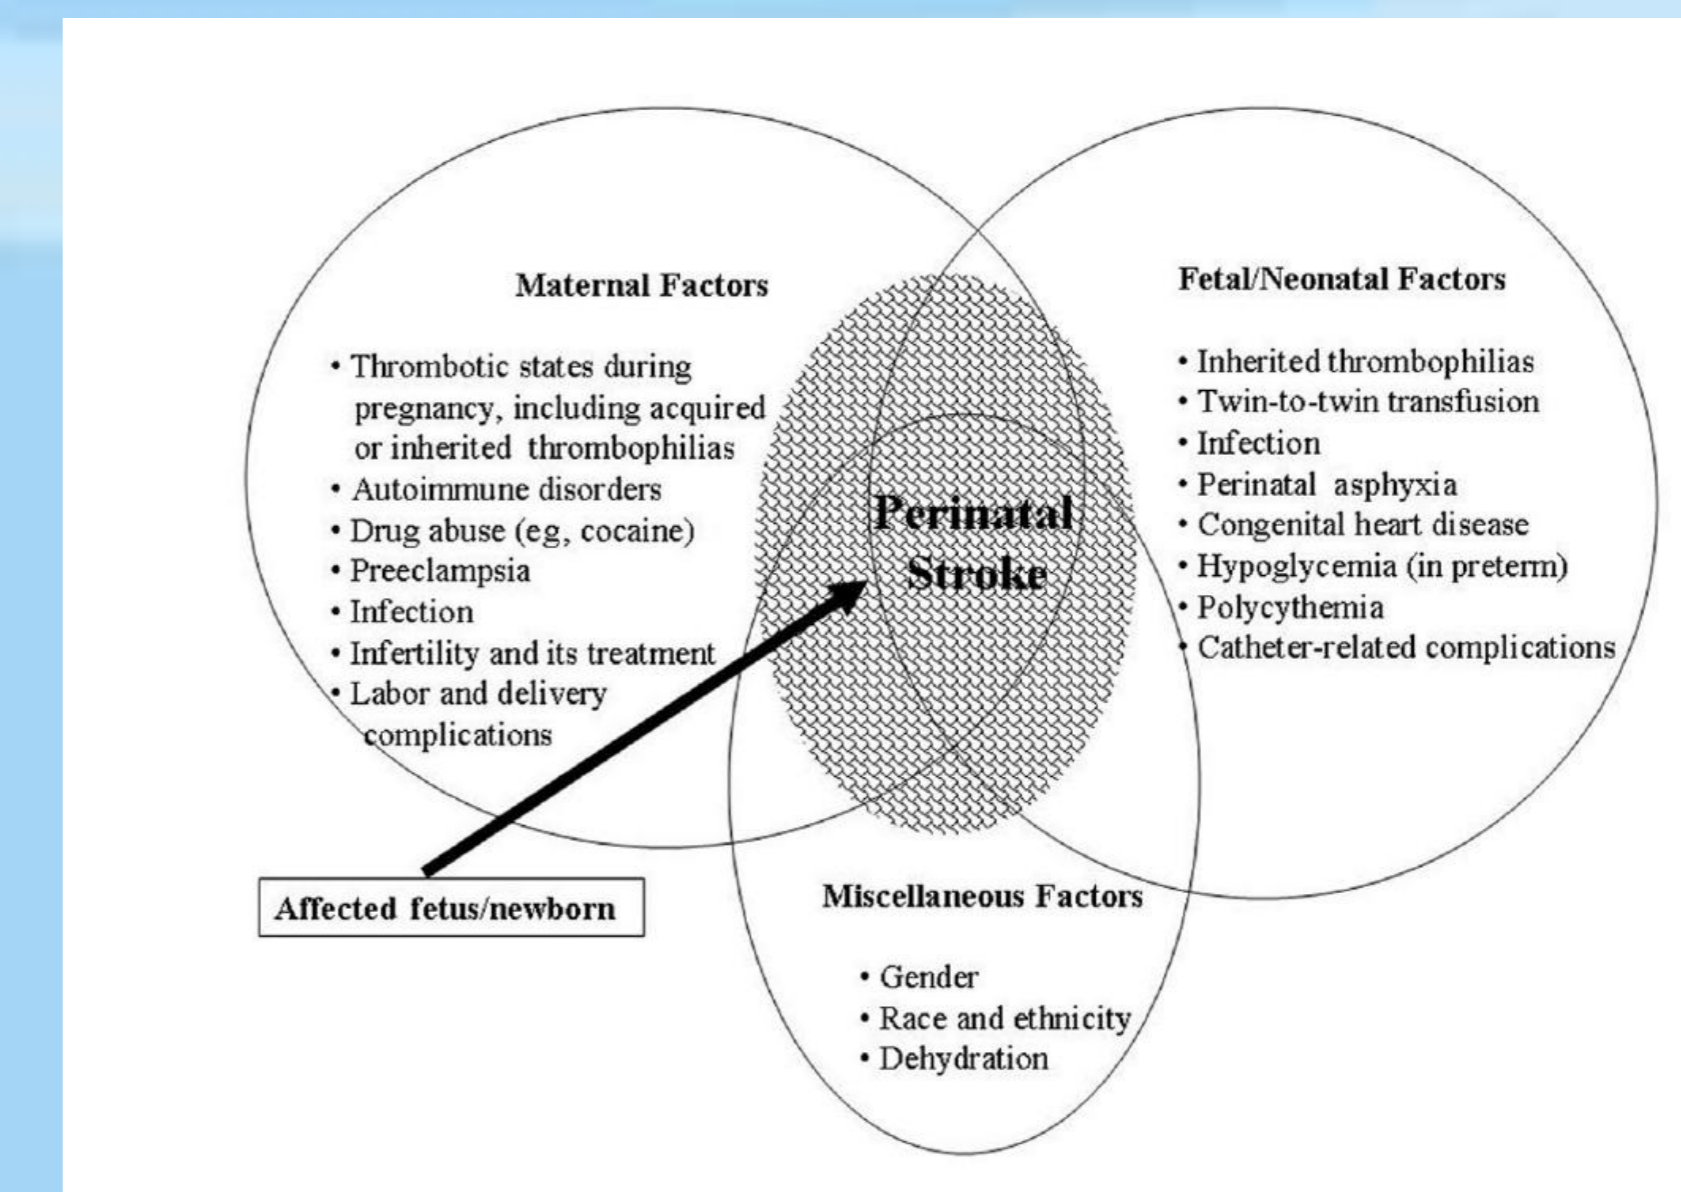 Maternal Factors
• Thrombotic states during
pregnancy, including acquired
or inherited thrombophilias
• Autoimmune disorders
• Drug abuse (eg, cocaine)
• Preeclampsia
• Infection
• Infertility and its treatment
• Labor and delivery
complications
Fetal/Neonatal Factors
• Inherited thrombophilias
• Twin-to-twin transfusion
• Infection
• Perinatal asphyxia
• Congenital heart disease
• Hypoglycemia (in preterm)
• Polycythemia
• Catheter-related complications
Perinatal
Stroke
Affected fetus/newborn
Miscellaneous Factors
• Gender
• Race and ethnicity
• Dehydration